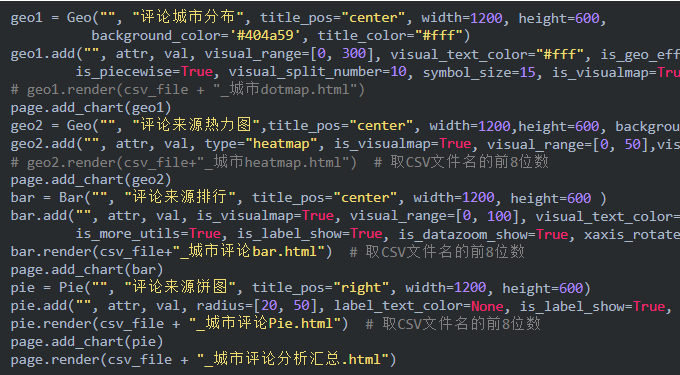 geo1 = Geo("", "评论城市分布", title_pos="center", width=1200, height=600,
background_color='#404a59', title_color="#fff")
geo1.add("", attr, val, visual_range=[0, 300], visual_text_color="#fff", is_geo_eff
is_piecewise=True, visual_split_number=10, symbol_size=15, is_visualmap=Tru
# geo1.render(csv_file + "_城市dotmap.html")
page.add_chart(geo1)
geo2 = Geo("", "评论来源热力图",title_pos="center", width=1200,height=600, backgrou
geo2.add("", attr, val, type="heatmap", is_visualmap=True, visual_range=[0, 50],vis
# geo2.render(csv_file+"_城市heatmap.html")  # 取CSV文件名的前8位数
page.add_chart(geo2)
bar = Bar("", "评论来源排行", title_pos="center", width=1200, height=600 )
bar.add("", attr, val, is_visualmap=True, visual_range=[0, 100], visual_text_color=
is_more_utils=True, is_label_show=True, is_datazoom_show=True, xaxis_rotate
bar.render(csv_file+"_城市评论bar.html")  # 取CSV文件名的前8位数
page.add_chart(bar)
pie = Pie("", "评论来源饼图", title_pos="right", width=1200, height=600)
pie.add("", attr, val, radius=[20, 50], label_text_color=None, is_label_show=True,
pie.render(csv_file + "_城市评论Pie.html")  # 取CSV文件名的前8位数
page.add_chart(pie)
page.render(csv_file + "_城市评论分析汇总.html")